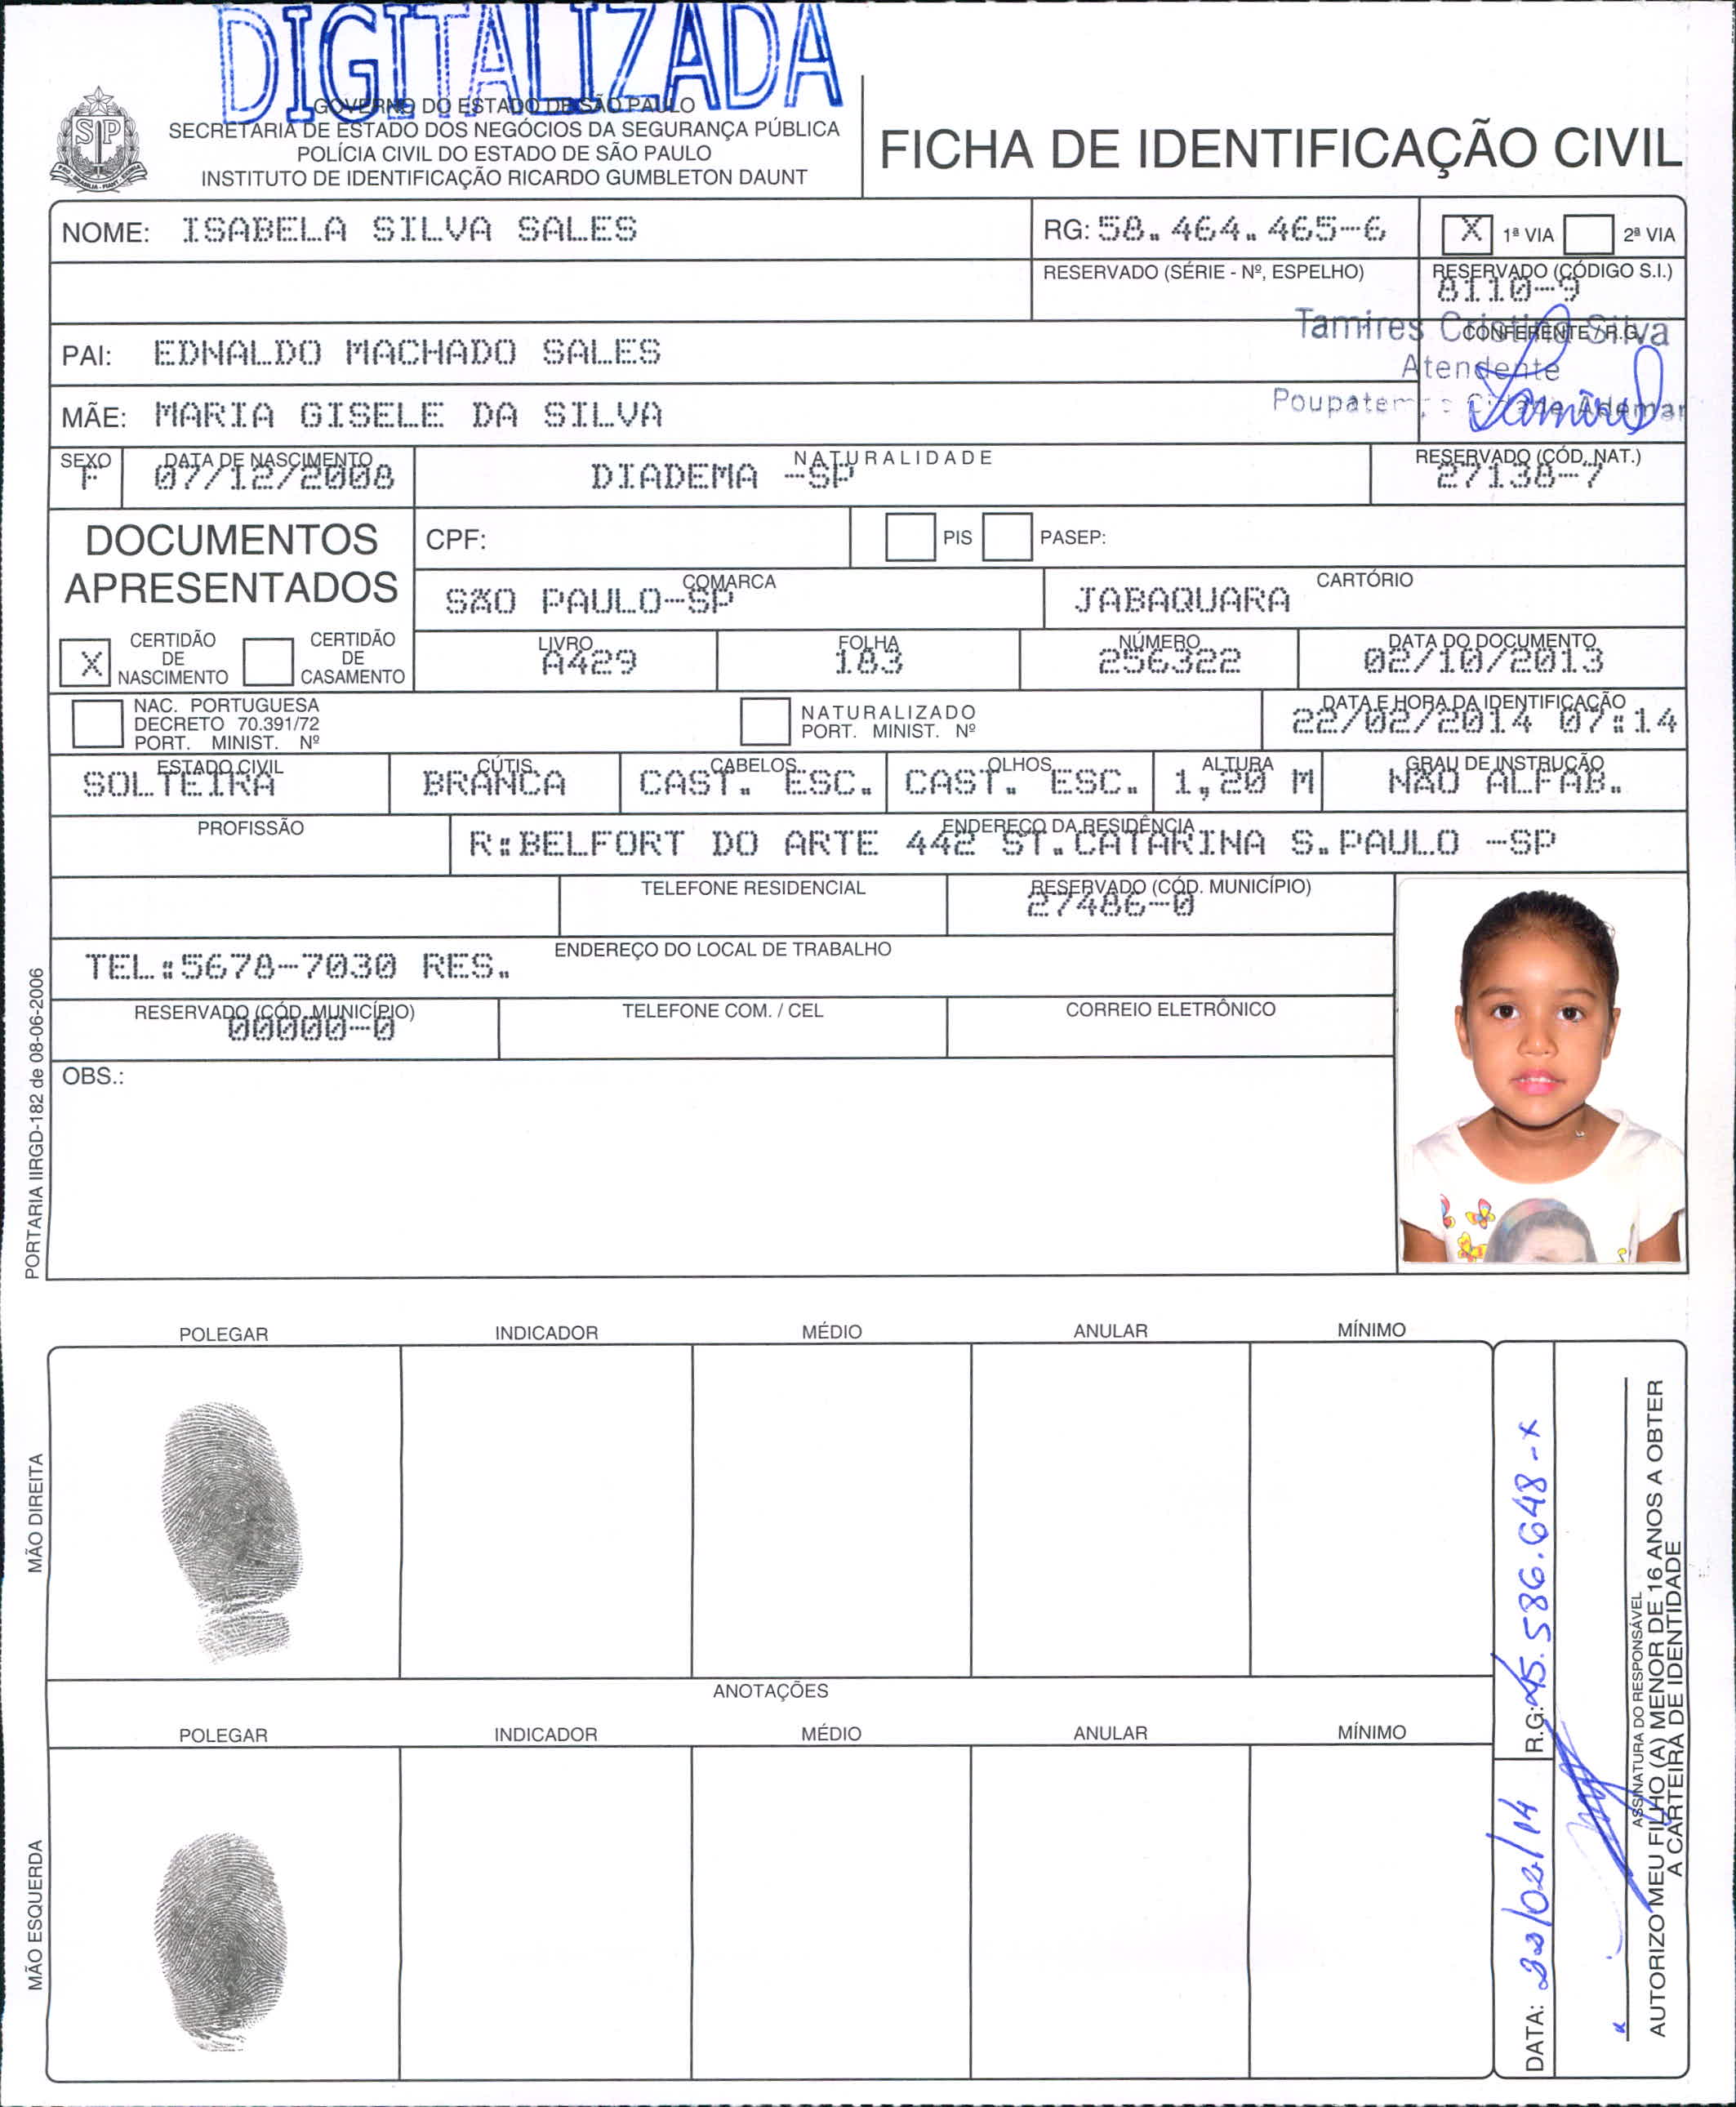 DIGITALIZADA
GOVERNO DO ESTADO DE SÃO PAULO
SECRETARIA DE ESTADO DOS NEGÓCIOS DA SEGURANÇA PÚBLICA
POLÍCIA CIVIL DO ESTADO DE SÃO PAULO
INSTITUTO DE IDENTIFICAÇÃO RICARDO GUMBLETON DAUNT
FICHA DE IDENTIFICAÇÃO CIVIL
NOME: ISABELA SILVA SALES
RG: 58.464.465-6
X 1ª VIA 2ª VIA
RESERVADO (SÉRIE - Nº, ESPELHO)
RESERVADO (CÓDIGO S.I.)
8110-9
PAI: EDNALDO MACHADO SALES
CONFERENTE / R.G.
Tamires Cristina Silva
Atendente
Poupatempo Cidade Ademar
MÃE: MARIA GISELE DA SILVA
SEXO
F
DATA DE NASCIMENTO
07/12/2008
NATURALIDADE
DIADEMA -SP
RESERVADO (CÓD. NAT.)
27138-7
DOCUMENTOS
APRESENTADOS
CPF:
PIS PASEP:
COMARCA
SÃO PAULO-SP
CARTÓRIO
JABAQUARA
X CERTIDÃO
DE
NASCIMENTO
CERTIDÃO
DE
CASAMENTO
LIVRO
A429
FOLHA
183
NÚMERO
256322
DATA DO DOCUMENTO
02/10/2013
NAC. PORTUGUESA
DECRETO 70.391/72
PORT. MINIST. Nº
NATURALIZADO
PORT. MINIST. Nº
DATA E HORA DA IDENTIFICAÇÃO
22/02/2014 07:14
ESTADO CIVIL
SOLTEIRA
CÚTIS
BRANCA
CABELOS
CAST. ESC.
OLHOS
CAST. ESC.
ALTURA
1,20 M
GRAU DE INSTRUÇÃO
NÃO ALFAB.
PROFISSÃO
ENDEREÇO DA RESIDÊNCIA
R:BELFORT DO ARTE 442 ST.CATARINA S.PAULO -SP
TELEFONE RESIDENCIAL
RESERVADO (CÓD. MUNICÍPIO)
27486-0
ENDEREÇO DO LOCAL DE TRABALHO
TEL:5678-7030 RES.
RESERVADO (CÓD. MUNICÍPIO)
00000-0
TELEFONE COM. / CEL
CORREIO ELETRÔNICO
OBS.:
PORTARIA IIRGD-182 de 08-06-2006
POLEGAR INDICADOR MÉDIO ANULAR MÍNIMO
MÃO DIREITA
ANOTAÇÕES
POLEGAR INDICADOR MÉDIO ANULAR MÍNIMO
MÃO ESQUERDA
DATA: 22/02/14 R.G: 45.586.648-x
ASSINATURA DO RESPONSÁVEL
AUTORIZO MEU FILHO (A) MENOR DE 16 ANOS A OBTER
A CARTEIRA DE IDENTIDADE